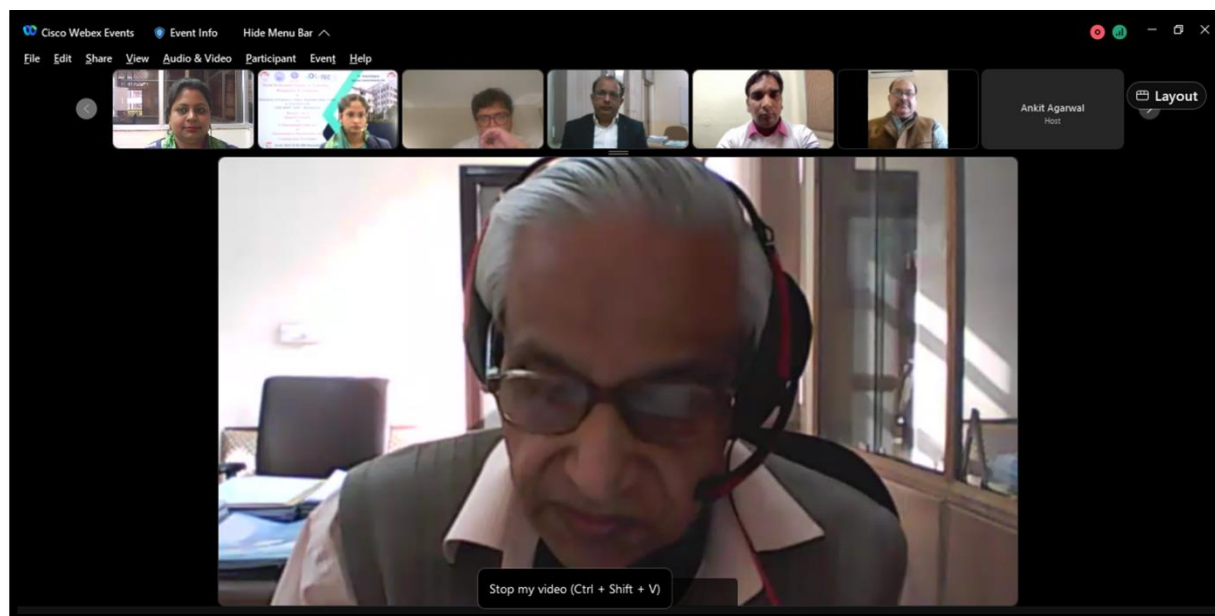 Cisco Webex Events Event Info Hide Menu Bar
File Edit Share View Audio & Video Participant Event Help
Layout
Ankit Agarwal
Host
Stop my video (Ctrl + Shift + V)